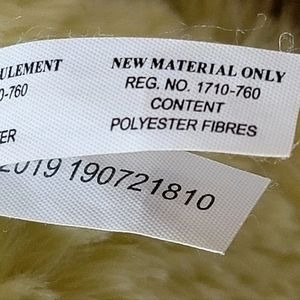 ULEMENT
0-760
ER
NEW MATERIAL ONLY
REG. NO. 1710-760
CONTENT
POLYESTER FIBRES
2019 190721810